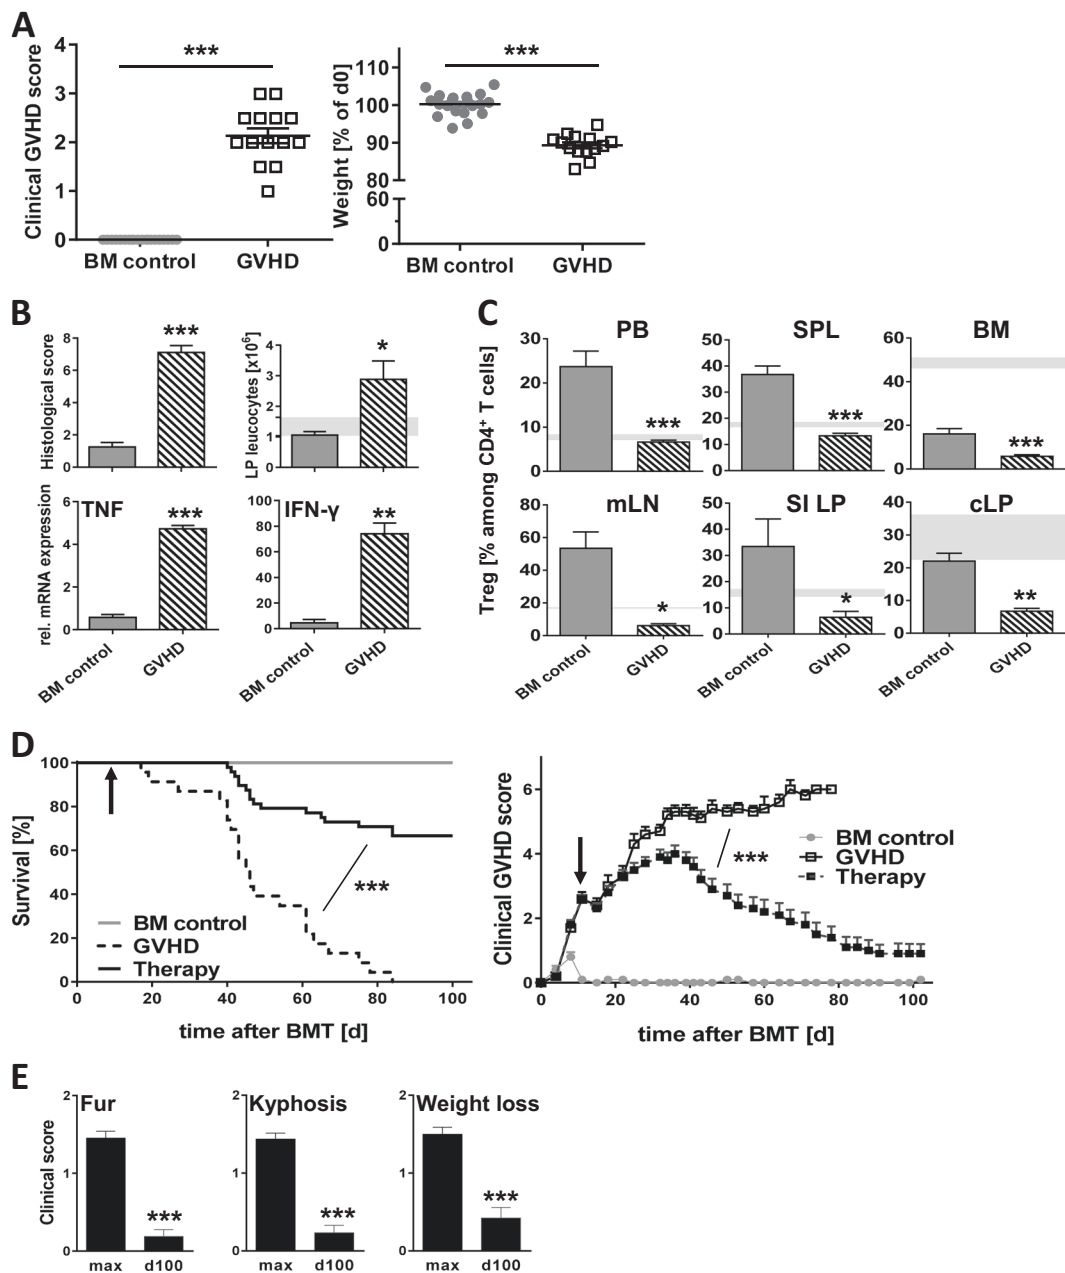 A
Clinical GVHD score
4
3
2
1
0
***
BM control
GVHD
Weight [% of d0]
110
100
90
80
60
0
***
BM control
GVHD
B
Histological score
8
6
4
2
0
***
LP leucocytes [x10⁶]
4
3
2
2
1
0
*
rel. mRNA expression
6
4
2
0
TNF
***
BM control
GVHD
100
80
60
40
20
0
IFN-γ
**
BM control
GVHD
C
Treg [% among CD4⁺ T cells]
PB
30
20
10
0
***
SPL
50
40
30
20
10
0
***
BM
60
40
20
0
***
mLN
80
60
40
20
0
*
BM control
GVHD
SI LP
50
40
30
20
10
0
*
BM control
GVHD
cLP
40
30
20
10
0
**
BM control
GVHD
D
Survival [%]
100
80
60
40
20
0
***
BM control
GVHD
Therapy
0 20 40 60 80 100
time after BMT [d]
Clinical GVHD score
6
4
2
0
BM control
GVHD
Therapy
***
0 20 40 60 80 100
time after BMT [d]
E
Clinical score
2
1
0
Fur
***
max d100
2
1
0
Kyphosis
***
max d100
2
1
0
Weight loss
***
max d100